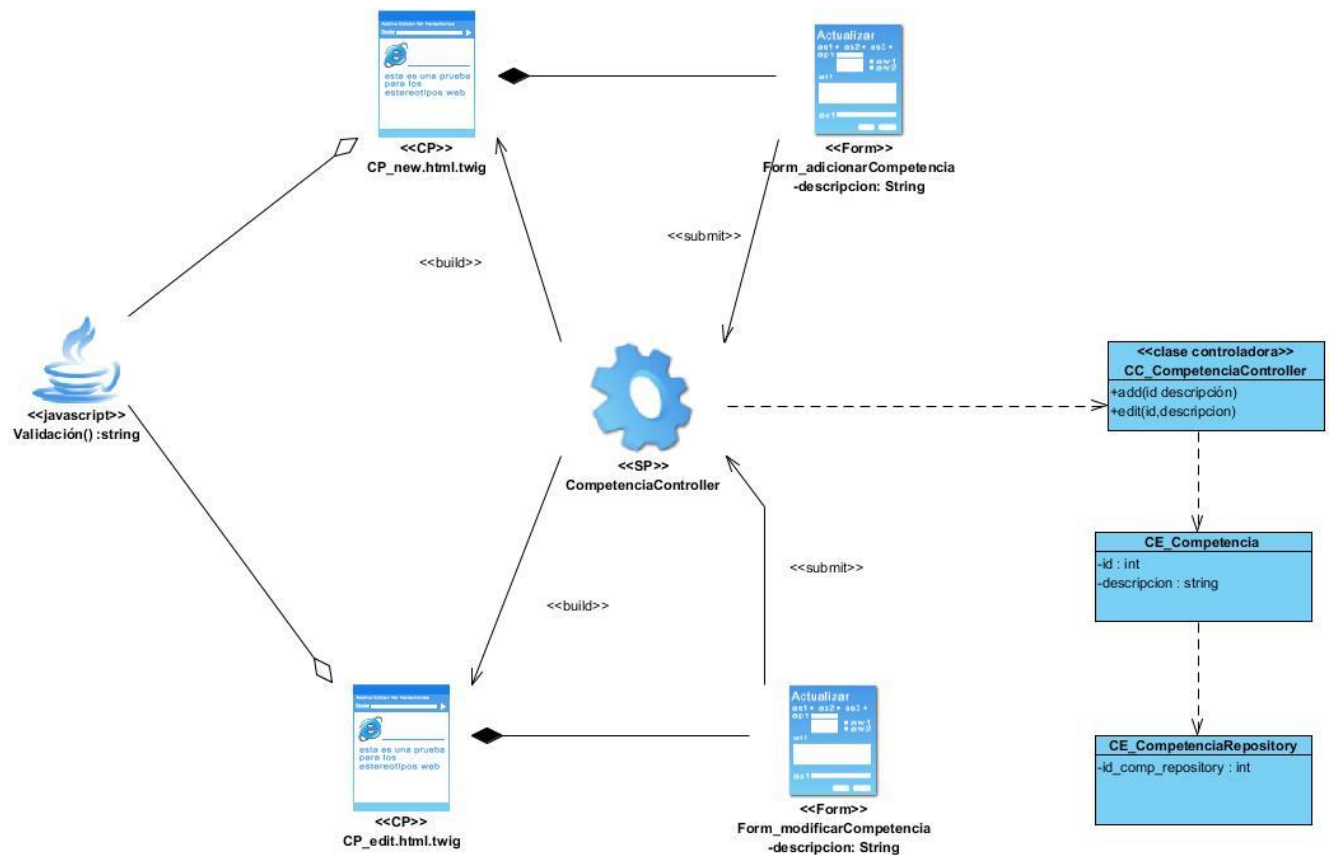 esta es una prueba
para los
estereotipos web
<<CP>>
CP_new.html.twig
Actualizar
<<Form>>
Form_adicionarCompetencia
-descripcion: String
<<build>>
<<submit>>
<<javascript>>
Validación() :string
<<SP>>
CompetenciaController
<<clase controladora>>
CC_CompetenciaController
+add(id descripción)
+edit(id,descripcion)
CE_Competencia
-id : int
-descripcion : string
<<submit>>
<<build>>
esta es una prueba
para los
estereotipos web
<<CP>>
CP_edit.html.twig
Actualizar
<<Form>>
Form_modificarCompetencia
-descripcion: String
CE_CompetenciaRepository
-id_comp_repository : int